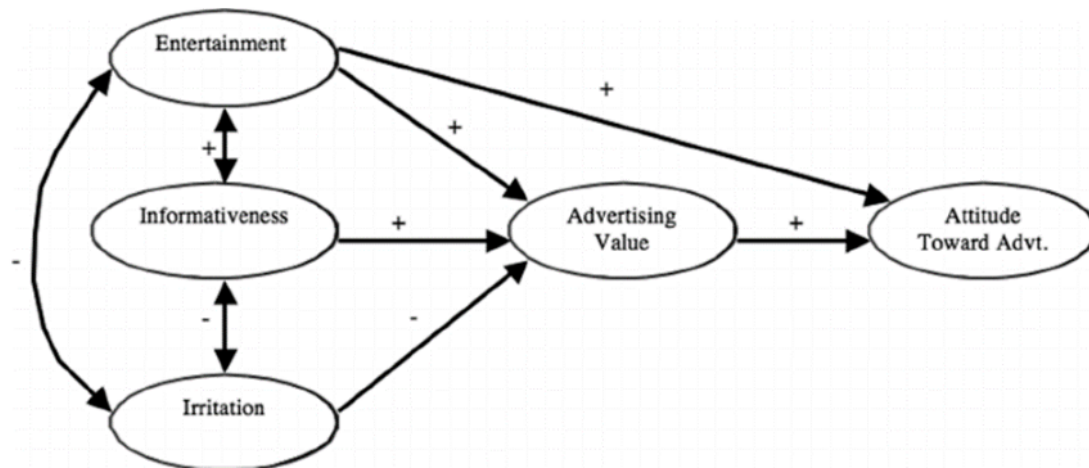 Entertainment
+
+
+
Informativeness
+
Advertising
Value
+
Attitude
Toward Advt.
-
-
-
Irritation